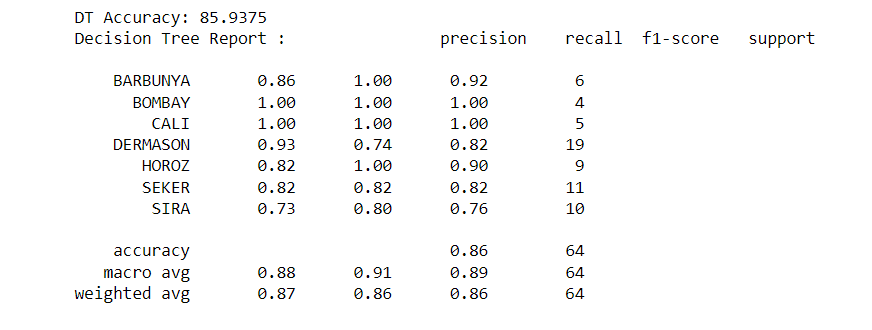 DT Accuracy: 85.9375
Decision Tree Report : precision recall f1-score support
BARBUNYA 0.86 1.00 0.92 6
BOMBAY 1.00 1.00 1.00 4
CALI 1.00 1.00 1.00 5
DERMASON 0.93 0.74 0.82 19
HOROZ 0.82 1.00 0.90 9
SEKER 0.82 0.82 0.82 11
SIRA 0.73 0.80 0.76 10
accuracy 0.86 64
macro avg 0.88 0.91 0.89 64
weighted avg 0.87 0.86 0.86 64